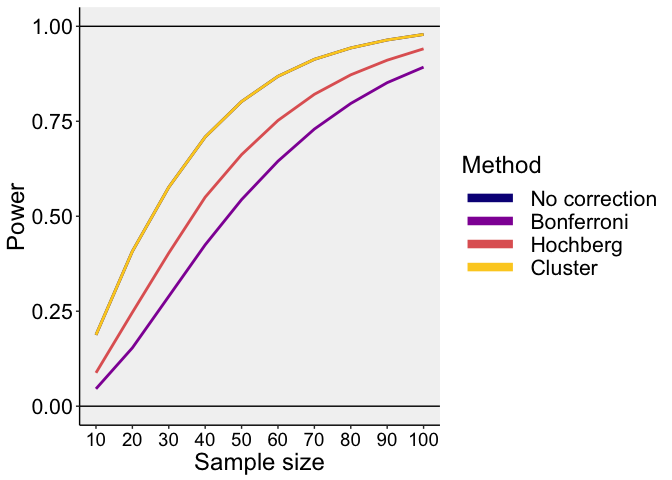 1.00
0.75
0.50
0.25
0.00
Power
10 20 30 40 50 60 70 80 90 100
Sample size
Method
No correction
Bonferroni
Hochberg
Cluster